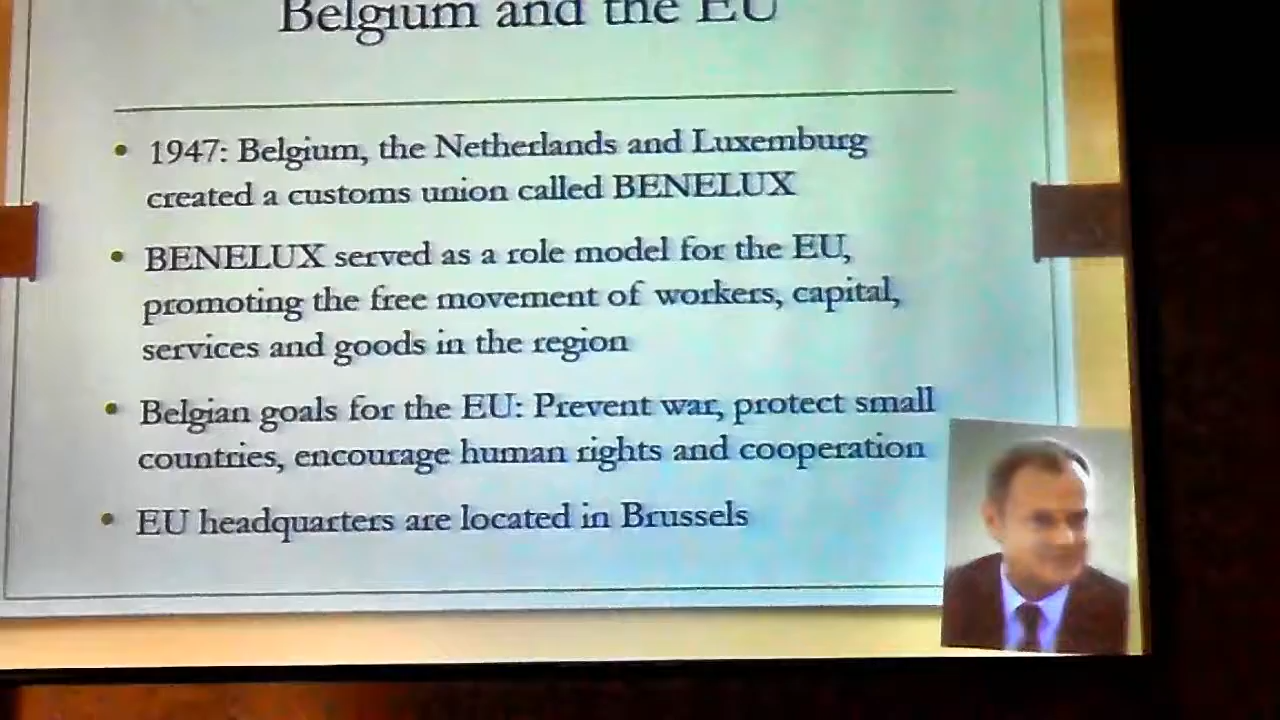 Belgium and the EU
• 1947: Belgium, the Netherlands and Luxemburg
created a customs union called BENELUX
• BENELUX served as a role model for the EU,
promoting the free movement of workers, capital,
services and goods in the region
• Belgian goals for the EU: Prevent war, protect small
countries, encourage human rights and cooperation
• EU headquarters are located in Brussels